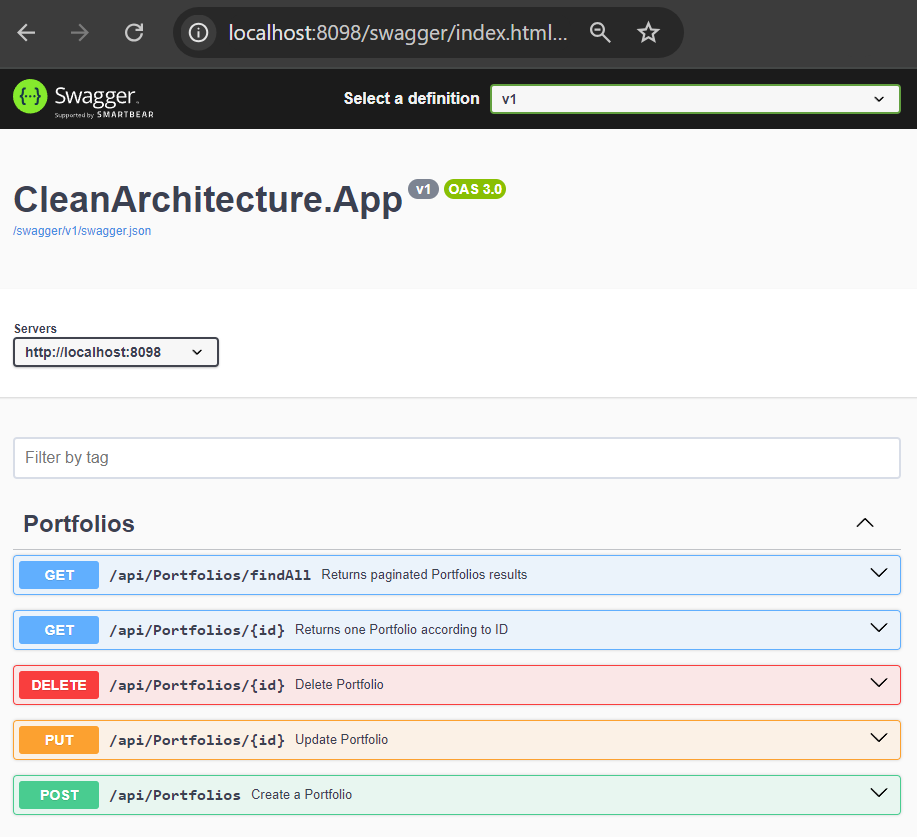 localhost:8098/swagger/index.html...
Swagger
Supported by SMARTBEAR
Select a definition
v1
CleanArchitecture.App v1 OAS 3.0
/swagger/v1/swagger.json
Servers
http://localhost:8098
Filter by tag
Portfolios
GET /api/Portfolios/findAll Returns paginated Portfolios results
GET /api/Portfolios/{id} Returns one Portfolio according to ID
DELETE /api/Portfolios/{id} Delete Portfolio
PUT /api/Portfolios/{id} Update Portfolio
POST /api/Portfolios Create a Portfolio